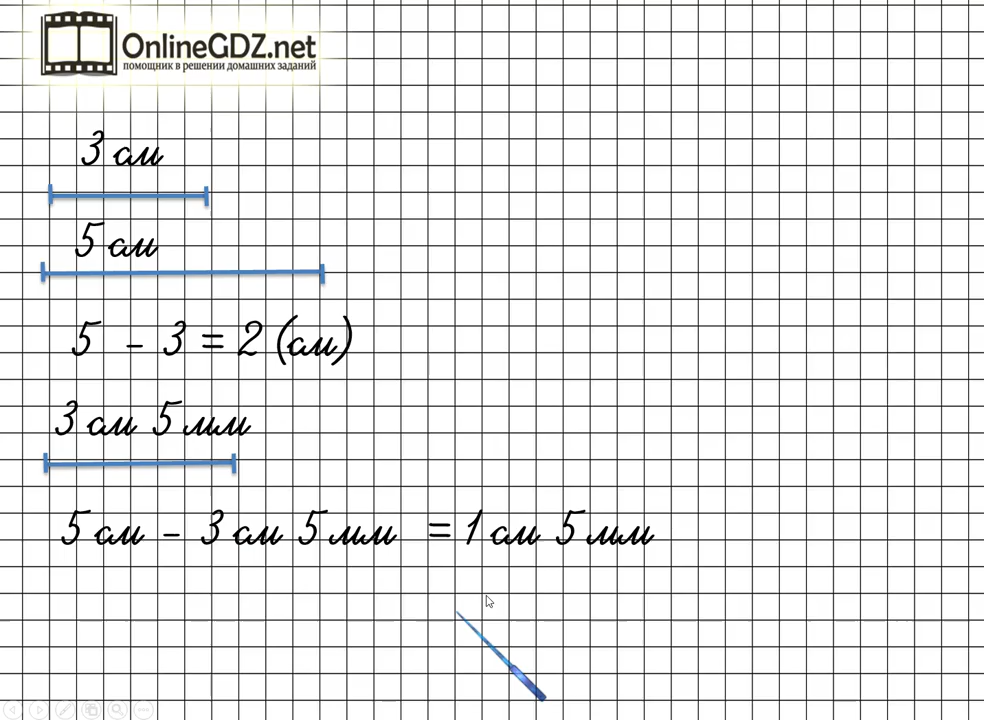 OnlineGDZ.net
помощник в решении домашних заданий
3 см
5 см
5 - 3 = 2 (см)
3 см 5 мм
5 см - 3 см 5 мм = 1 см 5 мм